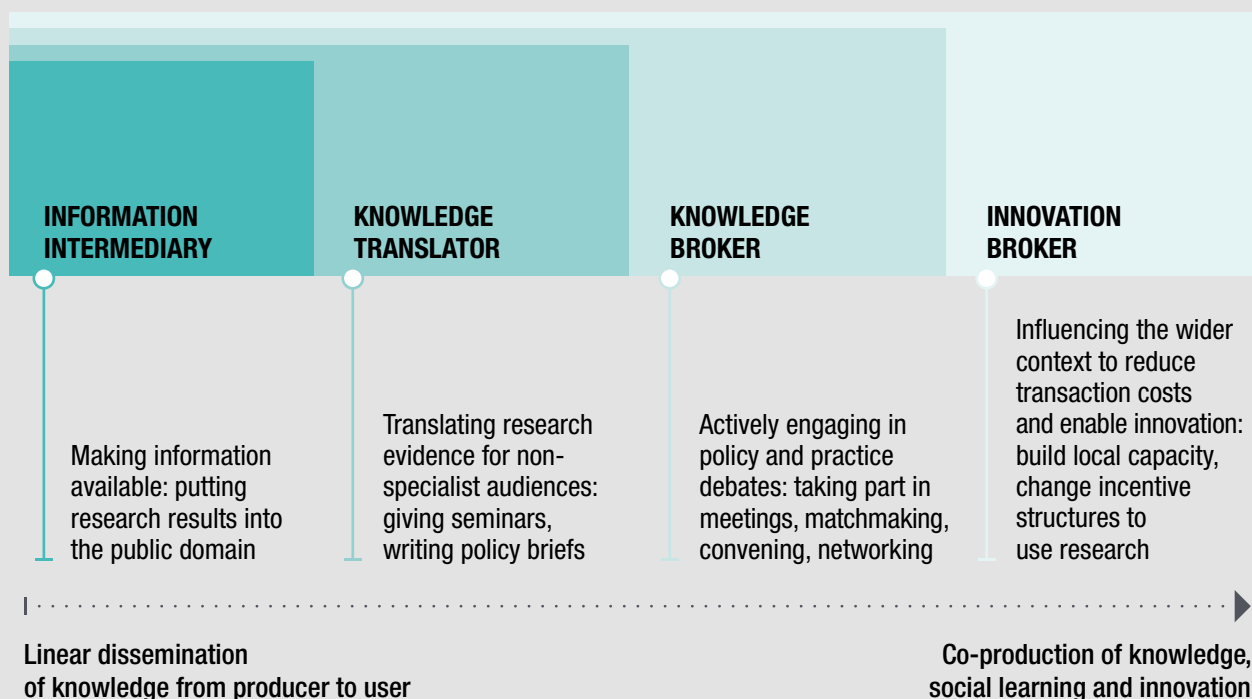 INFORMATION
INTERMEDIARY
KNOWLEDGE
TRANSLATOR
KNOWLEDGE
BROKER
INNOVATION
BROKER
Making information
available: putting
research results into
the public domain
Translating research
evidence for non-
specialist audiences:
giving seminars,
writing policy briefs
Actively engaging in
policy and practice
debates: taking part in
meetings, matchmaking,
convening, networking
Influencing the wider
context to reduce
transaction costs
and enable innovation:
build local capacity,
change incentive
structures to
use research
Linear dissemination
of knowledge from producer to user
Co-production of knowledge,
social learning and innovation